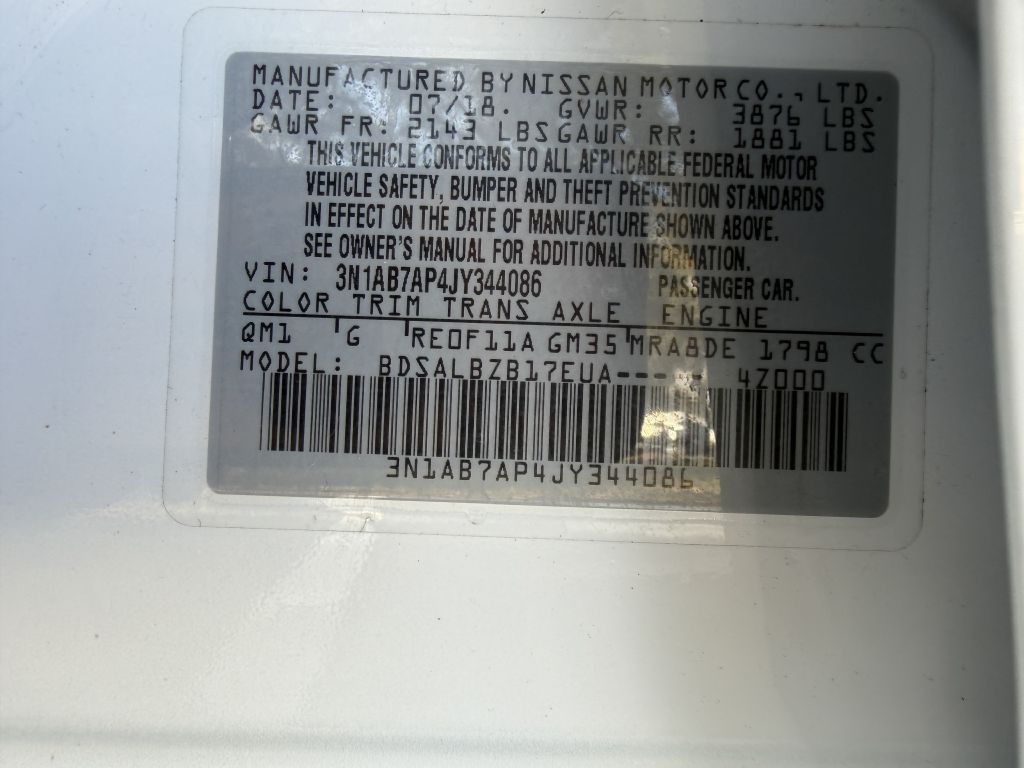 MANUFACTURED BY NISSAN MOTOR CO., LTD.
DATE: 07/18. GVWR: 3876 LBS
GAWR FR: 2143 LBS GAWR RR: 1881 LBS
THIS VEHICLE CONFORMS TO ALL APPLICABLE FEDERAL MOTOR
VEHICLE SAFETY, BUMPER AND THEFT PREVENTION STANDARDS
IN EFFECT ON THE DATE OF MANUFACTURE SHOWN ABOVE.
SEE OWNER'S MANUAL FOR ADDITIONAL INFORMATION.
VIN: 3N1AB7AP4JY344086 PASSENGER CAR.
COLOR TRIM TRANS AXLE ENGINE
QM1 G RE0F11A GM35 MRA8DE 1798 CC
MODEL: BDSALBZB17EUA----- 4Z000
3N1AB7AP4JY344086